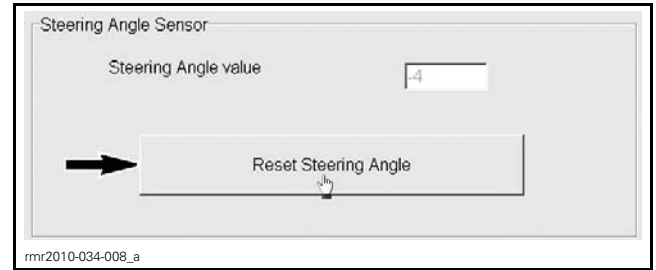 Steering Angle Sensor
Steering Angle value
-4
Reset Steering Angle
rmr2010-034-008_a